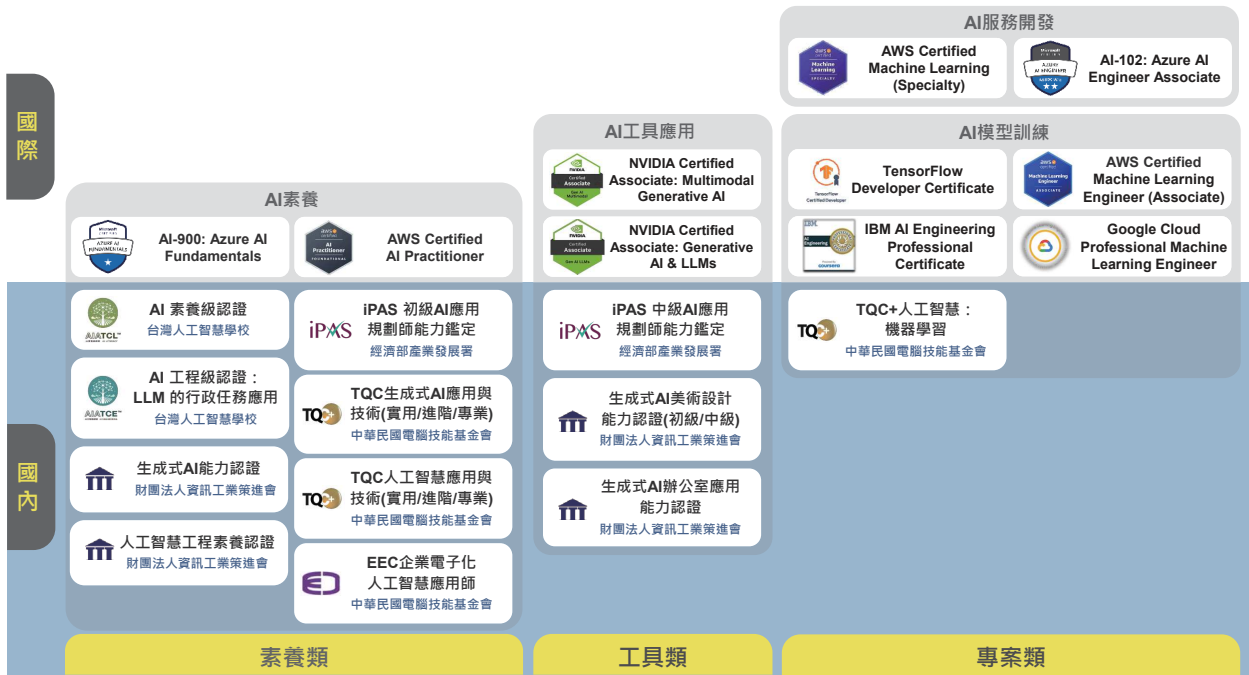 AI服務開發
AWS Certified
Machine Learning
(Specialty)
AI-102: Azure AI
Engineer Associate
國際
AI工具應用
NVIDIA Certified
Associate: Multimodal
Generative AI
NVIDIA Certified
Associate: Generative
AI & LLMs
AI模型訓練
TensorFlow
Developer Certificate
AWS Certified
Machine Learning
Engineer (Associate)
IBM AI Engineering
Professional
Certificate
Google Cloud
Professional Machine
Learning Engineer
AI素養
AI-900: Azure AI
Fundamentals
AWS Certified
AI Practitioner
國內
AIATCL
AI 素養級認證
台灣人工智慧學校
iPAS
iPAS 初級AI應用
規劃師能力鑑定
經濟部產業發展署
AIATCE
AI 工程級認證：
LLM 的行政任務應用
台灣人工智慧學校
TQC+
TQC生成式AI應用與
技術(實用/進階/專業)
中華民國電腦技能基金會
生成式AI能力認證
財團法人資訊工業策進會
TQC+
TQC人工智慧應用與
技術(實用/進階/專業)
中華民國電腦技能基金會
人工智慧工程素養認證
財團法人資訊工業策進會
EEC企業電子化
人工智慧應用師
中華民國電腦技能基金會
iPAS
iPAS 中級AI應用
規劃師能力鑑定
經濟部產業發展署
生成式AI美術設計
能力認證(初級/中級)
財團法人資訊工業策進會
生成式AI辦公室應用
能力認證
財團法人資訊工業策進會
TQC+
TQC+人工智慧：
機器學習
中華民國電腦技能基金會
素養類
工具類
專案類